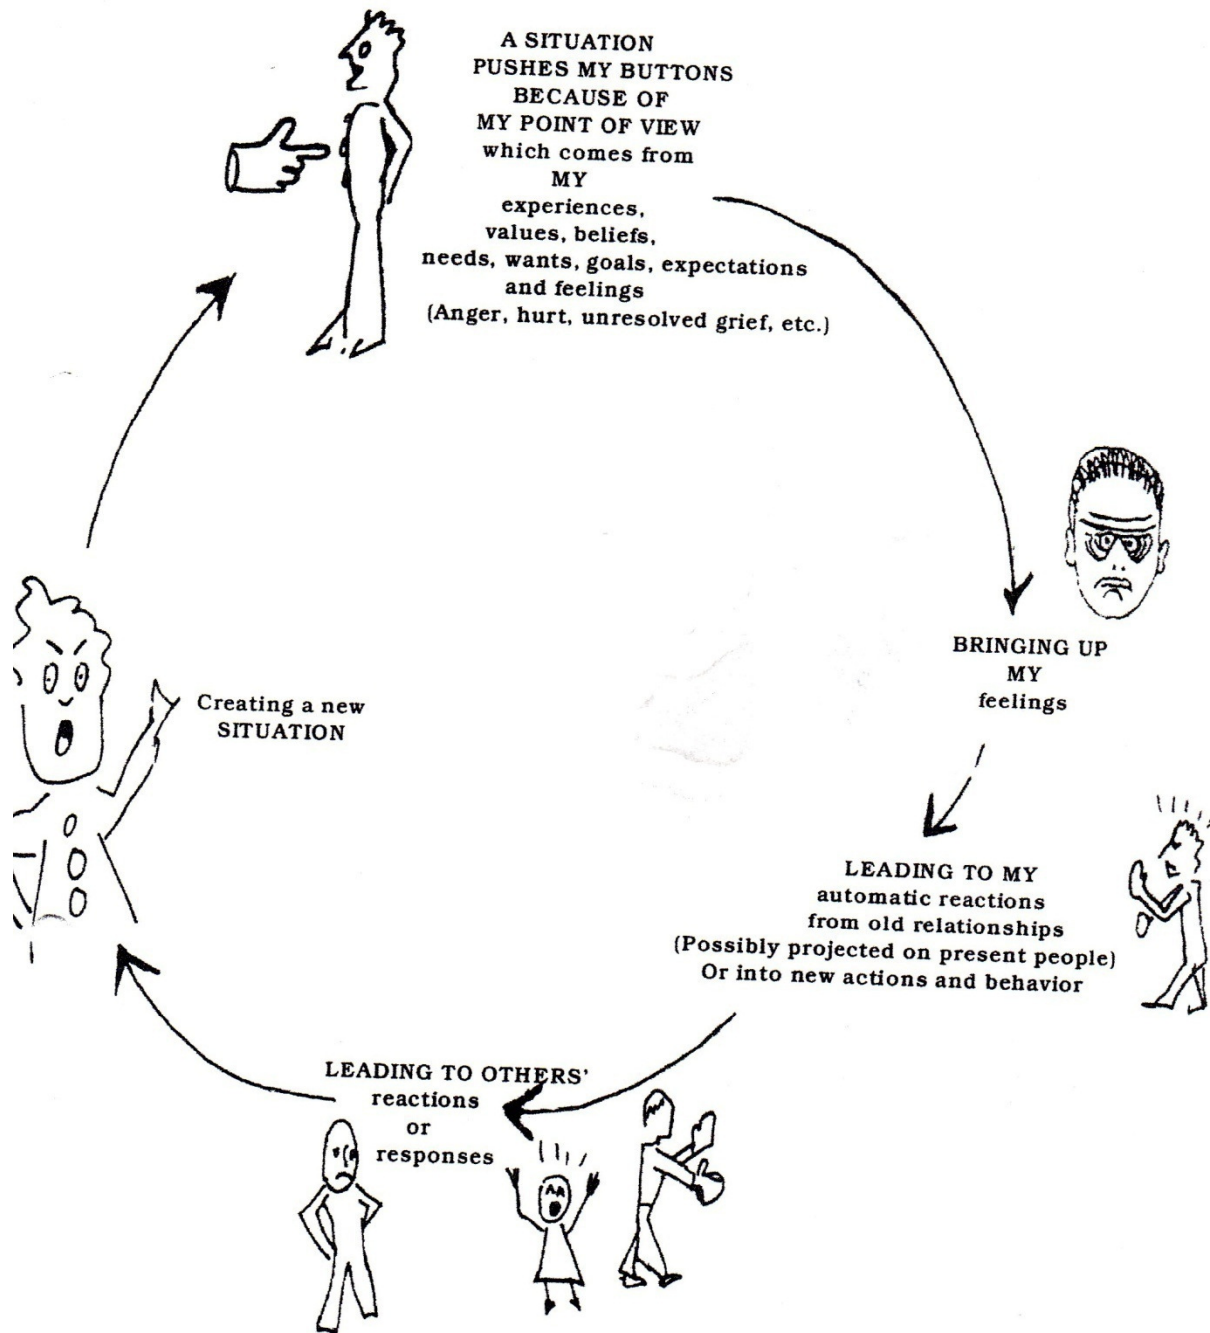 A SITUATION
PUSHES MY BUTTONS
BECAUSE OF
MY POINT OF VIEW
which comes from
MY
experiences,
values, beliefs,
needs, wants, goals, expectations
and feelings
(Anger, hurt, unresolved grief, etc.)
BRINGING UP
MY
feelings
LEADING TO MY
automatic reactions
from old relationships
(Possibly projected on present people)
Or into new actions and behavior
LEADING TO OTHERS'
reactions
or
responses
Creating a new
SITUATION